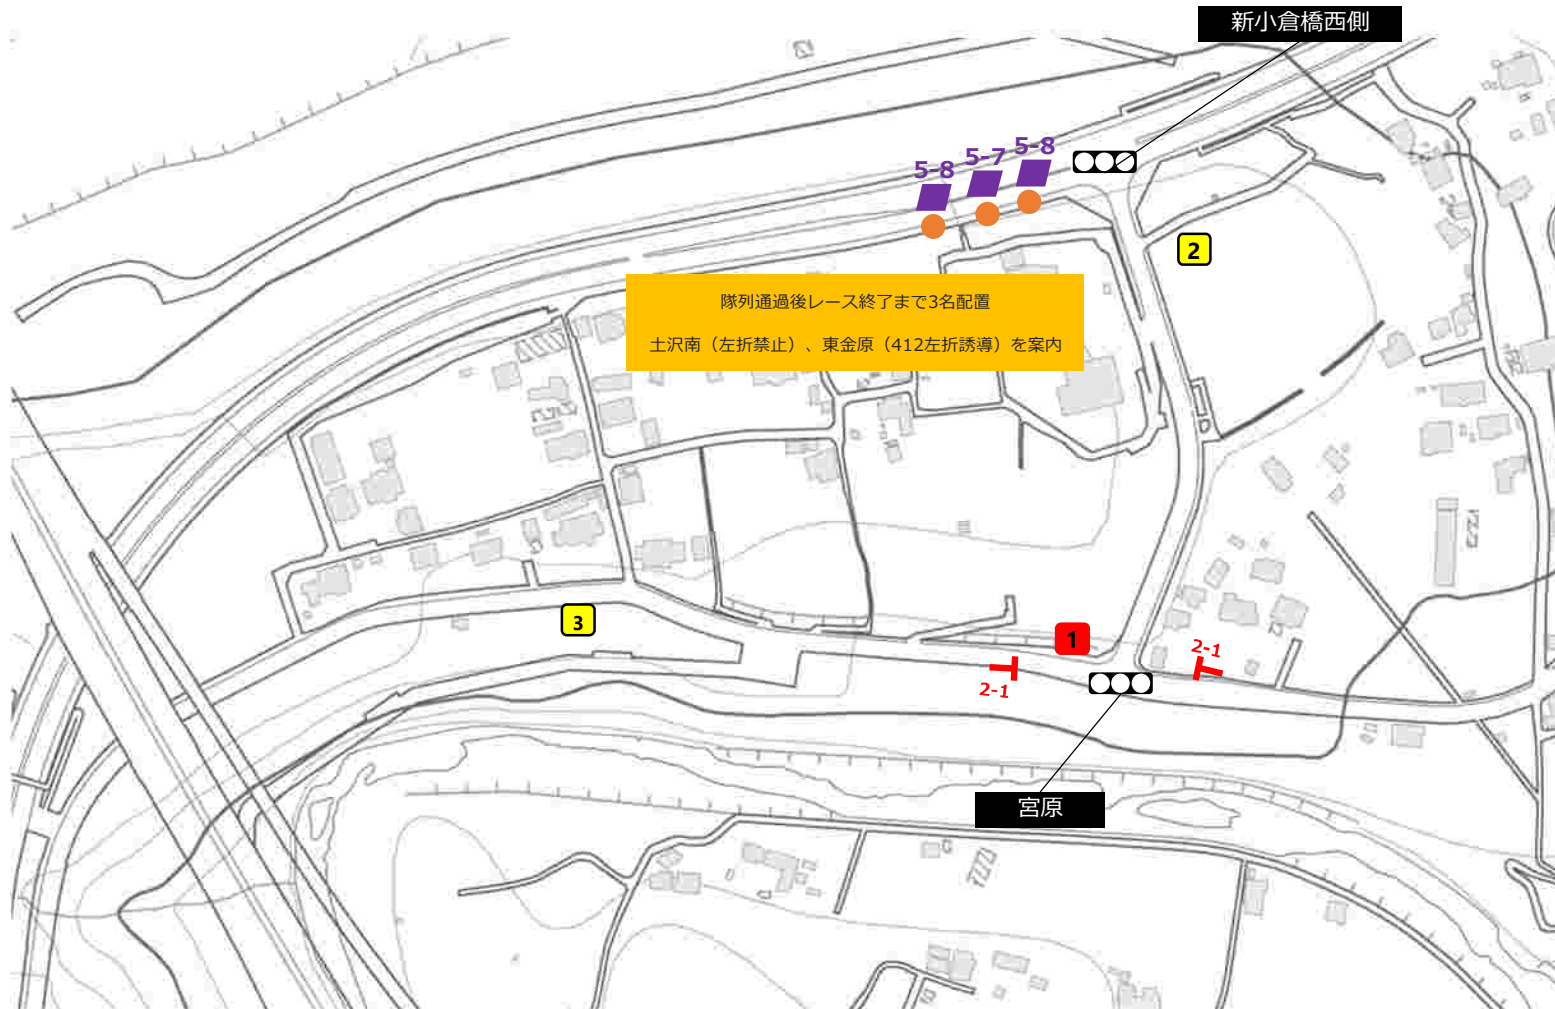 新小倉橋西側
5-8
5-7
5-8
2
隊列通過後レース終了まで3名配置
土沢南（左折禁止）、東金原（412左折誘導）を案内
3
1
2-1
2-1
宮原